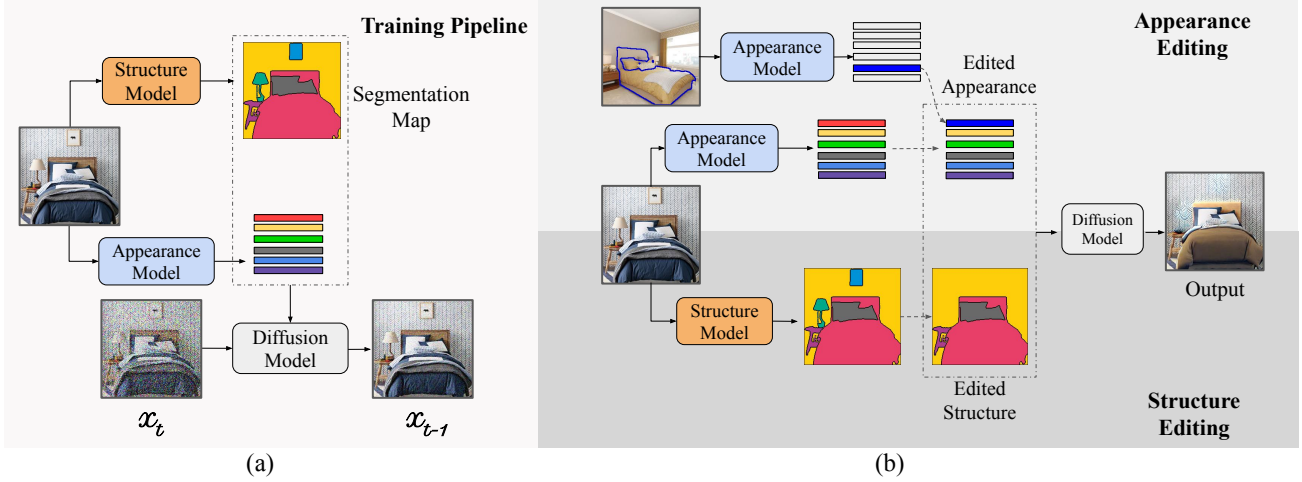 Training Pipeline
Structure
Model
Segmentation
Map
Appearance
Model
Diffusion
Model
x_t
x_{t-1}
(a)
Appearance
Editing
Appearance
Model
Edited
Appearance
Appearance
Model
Diffusion
Model
Output
Structure
Model
Edited
Structure
Structure
Editing
(b)